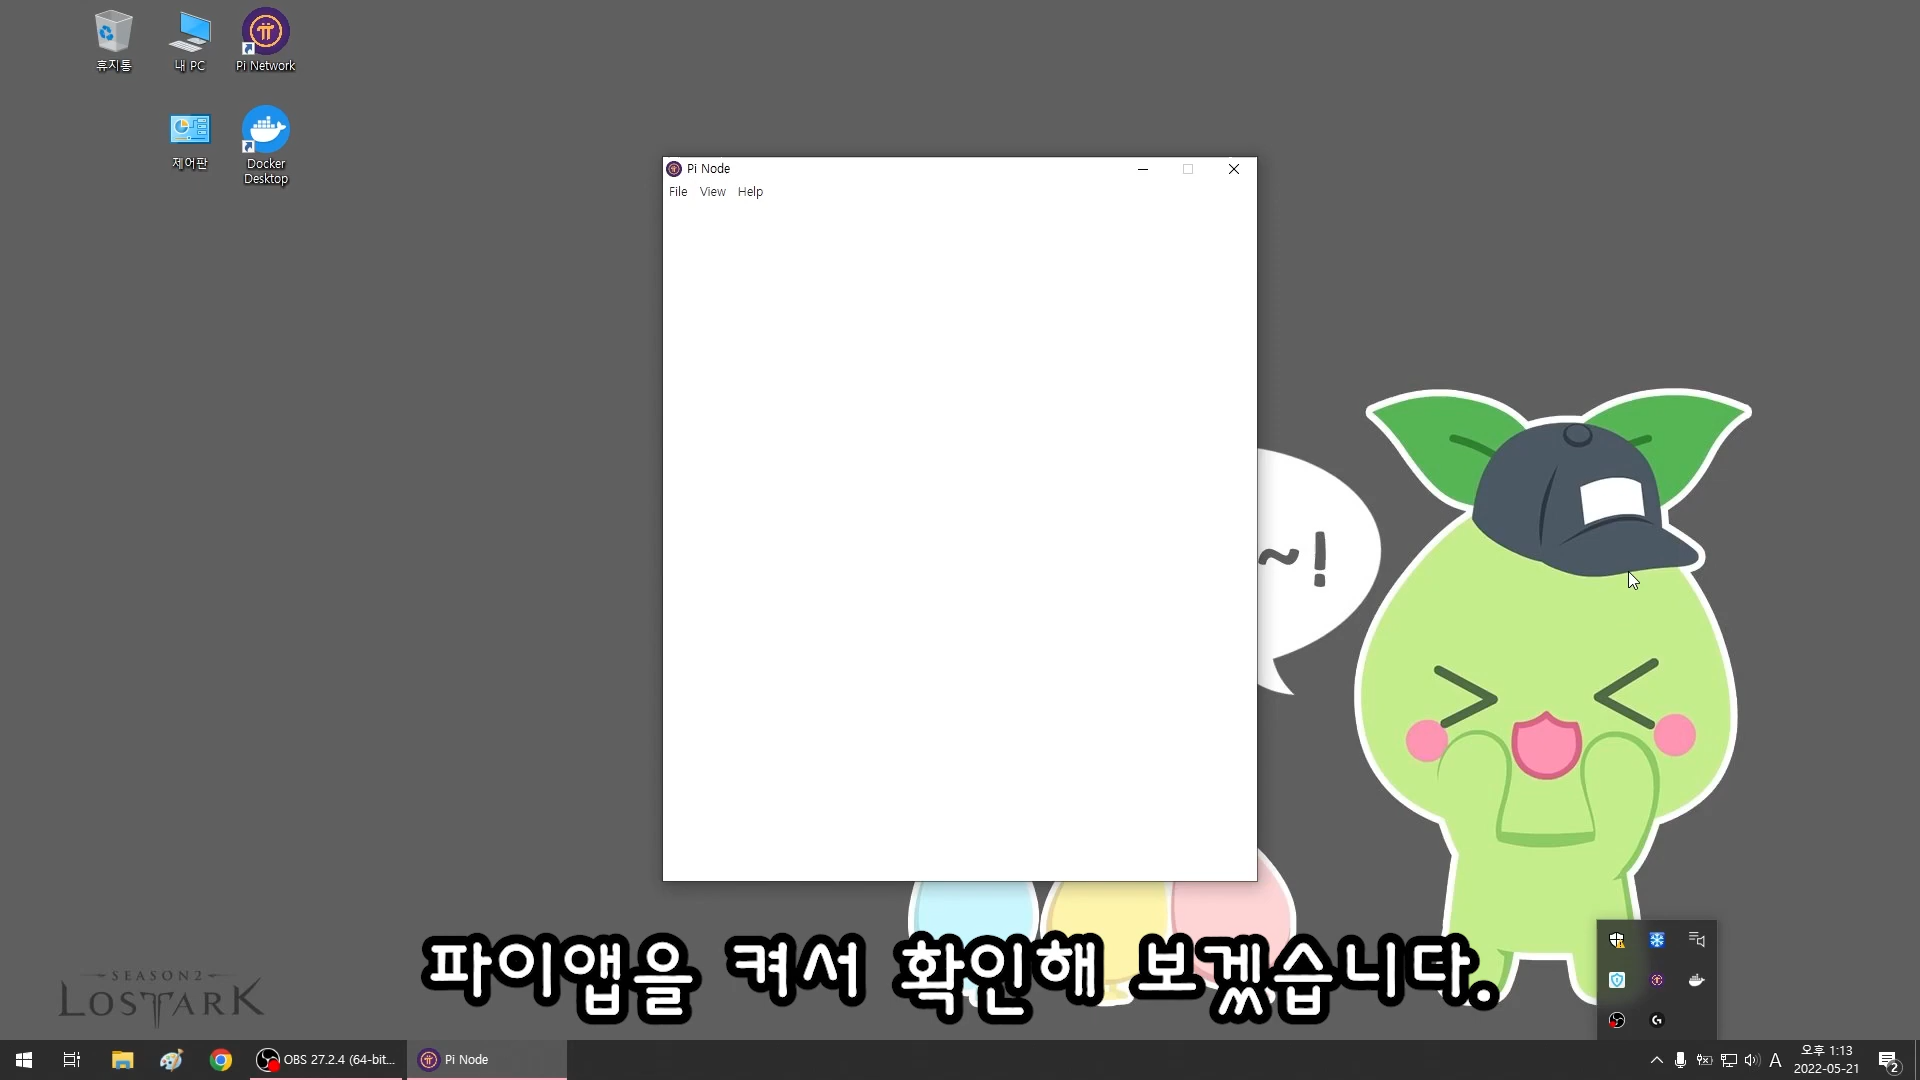 휴지통
내 PC
Pi Network
제어판
Docker
Desktop
Pi Node
File View Help
~!
파이앱을 켜서 확인해 보겠습니다.
SEASON2
LOSTARK
OBS 27.2.4 (64-bit...
Pi Node
A
오후 1:13
2022-05-21
2